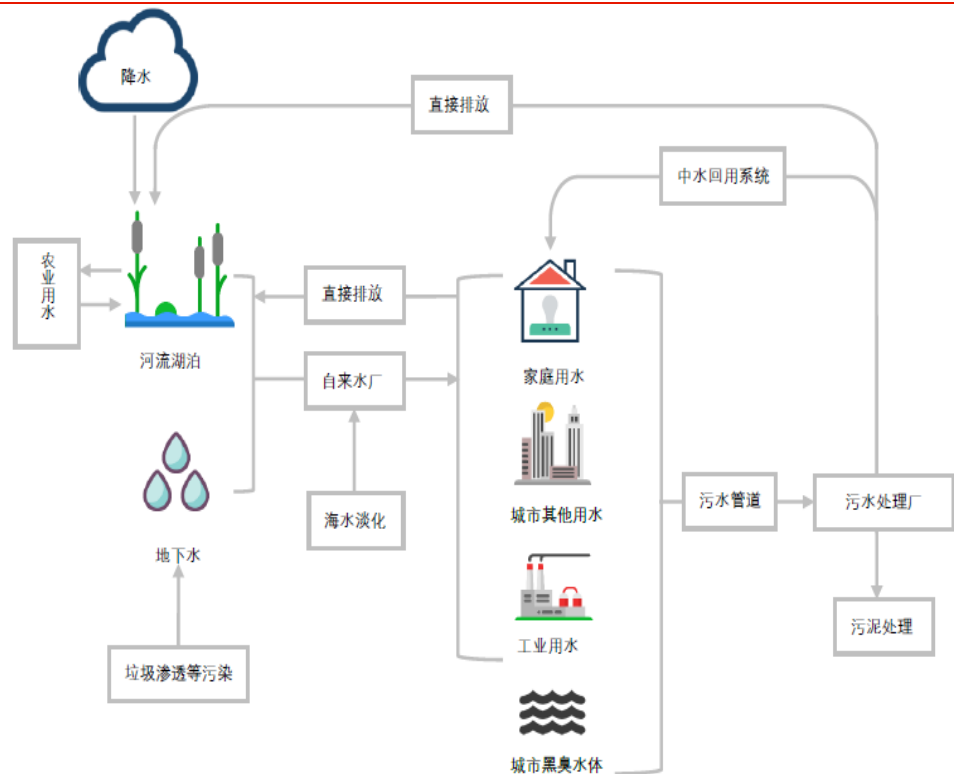 降水
直接排放
中水回用系统
农业用水
直接排放
河流湖泊
自来水厂
家庭用水
海水淡化
城市其他用水
污水管道
污水处理厂
地下水
工业用水
污泥处理
垃圾渗透等污染
城市黑臭水体